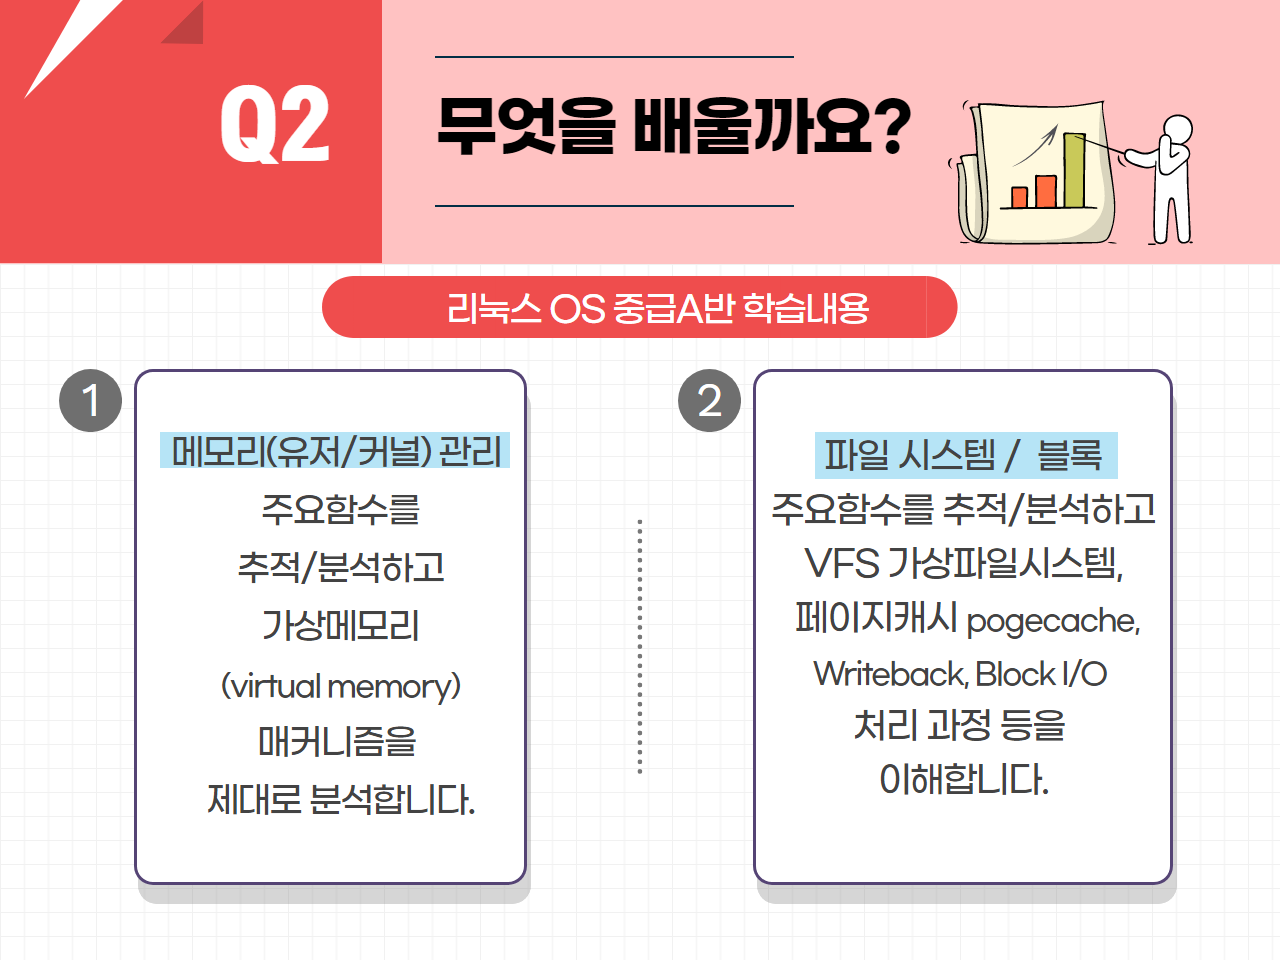 Q2
무엇을 배울까요?
리눅스 OS 중급A반 학습내용
1
메모리(유저/커널) 관리
주요함수를
추적/분석하고
가상메모리
(virtual memory)
매커니즘을
제대로 분석합니다.
2
파일 시스템 / 블록
주요함수를 추적/분석하고
VFS 가상파일시스템,
페이지캐시 pogecache,
Writeback, Block I/O
처리 과정 등을
이해합니다.